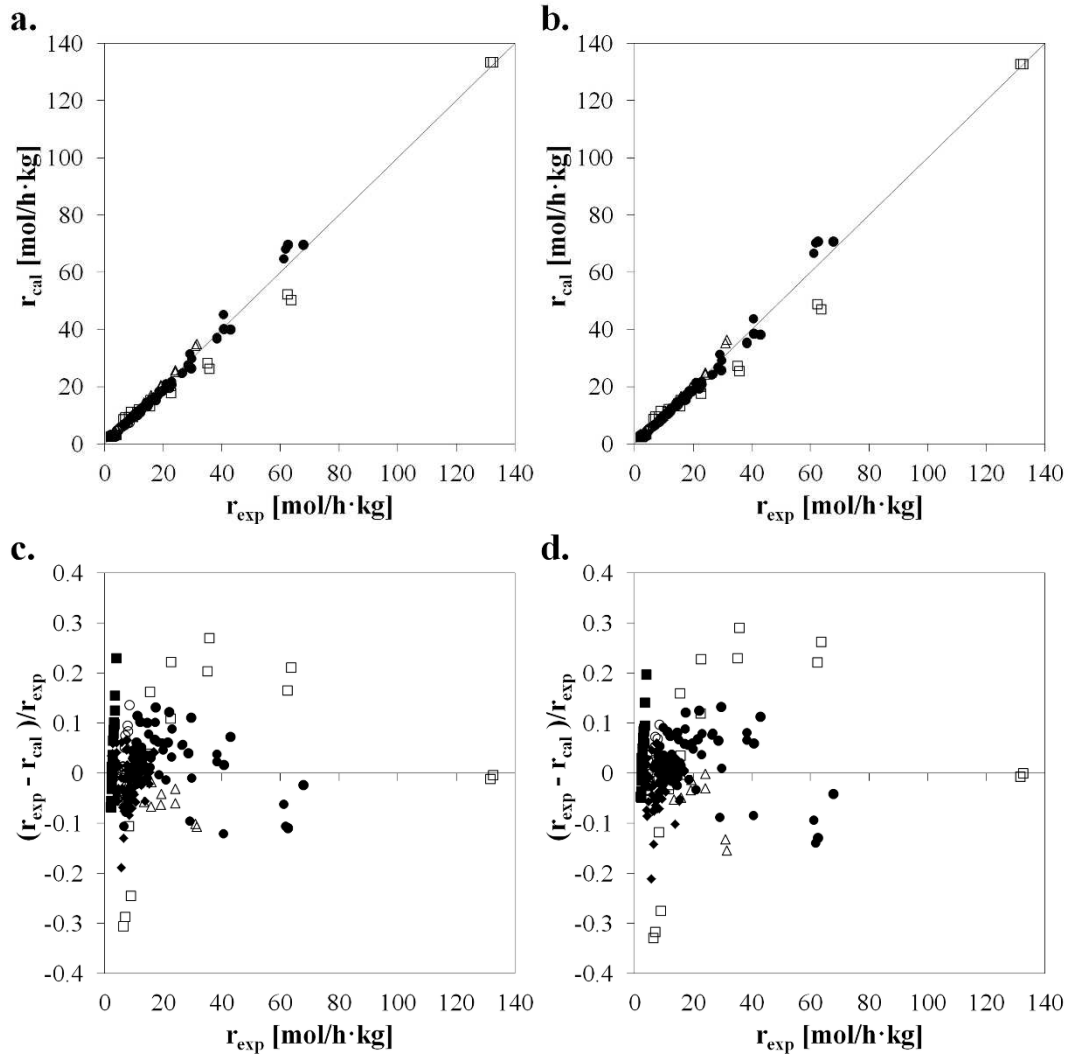 a.
140
120
100
80
60
40
20
0
r_cal [mol/h·kg]
0 20 40 60 80 100 120 140
r_exp [mol/h·kg]
b.
140
120
100
80
60
40
20
0
r_cal [mol/h·kg]
0 20 40 60 80 100 120 140
r_exp [mol/h·kg]
c.
0.4
0.3
0.2
0.1
0
-0.1
-0.2
-0.3
-0.4
(r_exp - r_cal)/r_exp
0 20 40 60 80 100 120 140
r_exp [mol/h·kg]
d.
0.4
0.3
0.2
0.1
0
-0.1
-0.2
-0.3
-0.4
(r_exp - r_cal)/r_exp
0 20 40 60 80 100 120 140
r_exp [mol/h·kg]